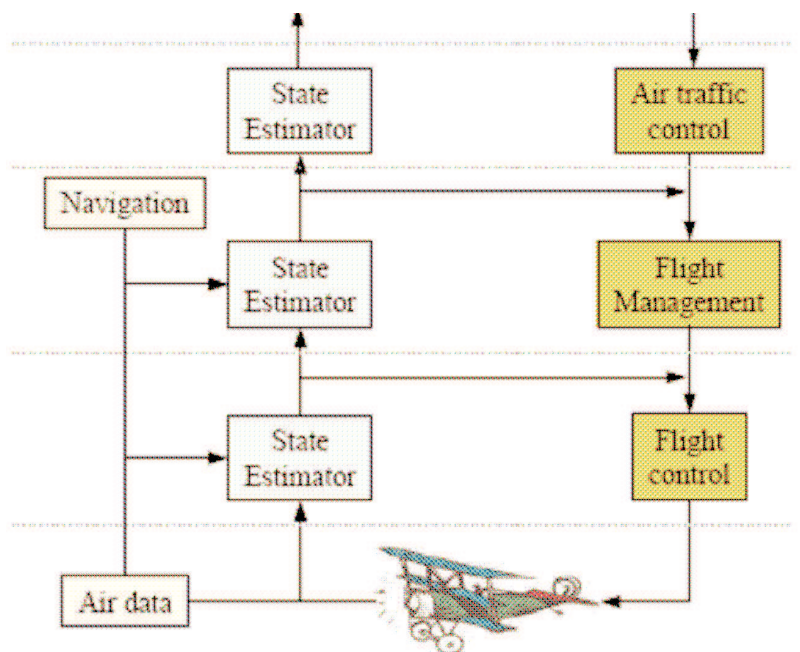 State
Estimator
Air traffic
control
Navigation
State
Estimator
Flight
Management
State
Estimator
Flight
control
Air data